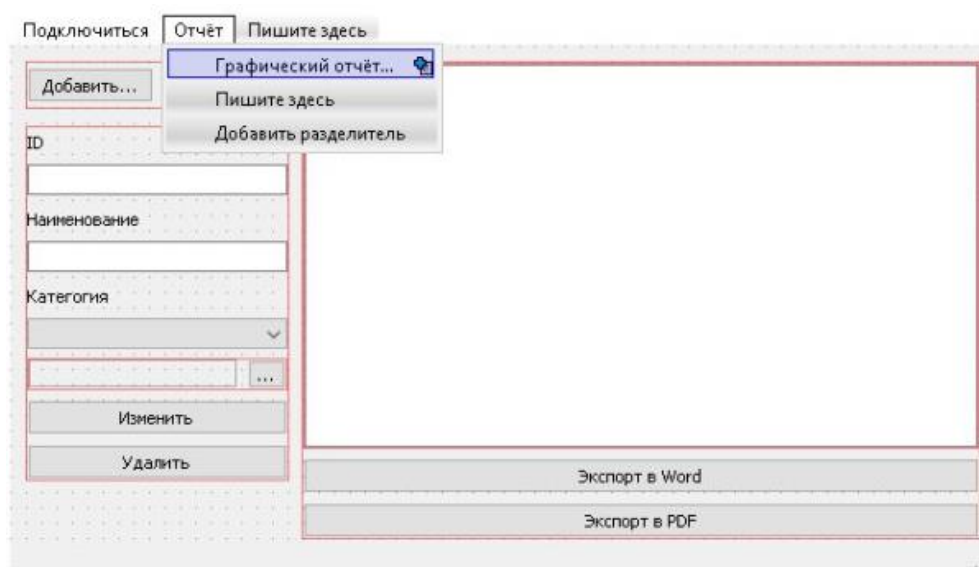 Подключиться Отчёт Пишите здесь
Графический отчёт...
Пишите здесь
Добавить разделитель
Добавить...
ID
Наименование
Категогия
...
Изменить
Удалить
Экспорт в Word
Экспорт в PDF